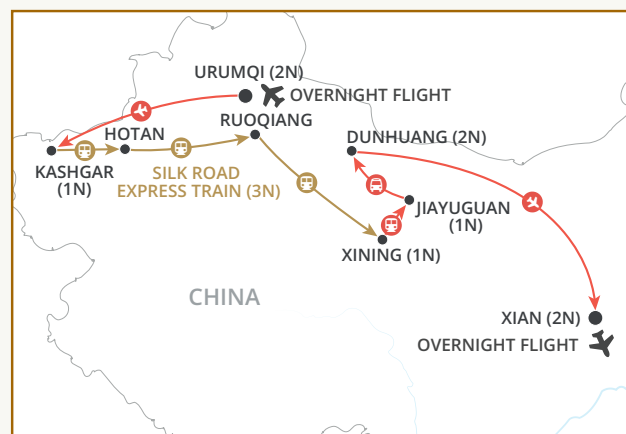 URUMQI (2N)
OVERNIGHT FLIGHT
RUOQIANG
HOTAN
KASHGAR
(1N)
SILK ROAD
EXPRESS TRAIN (3N)
DUNHUANG (2N)
JIAYUGUAN
(1N)
XINING (1N)
CHINA
XIAN (2N)
OVERNIGHT FLIGHT